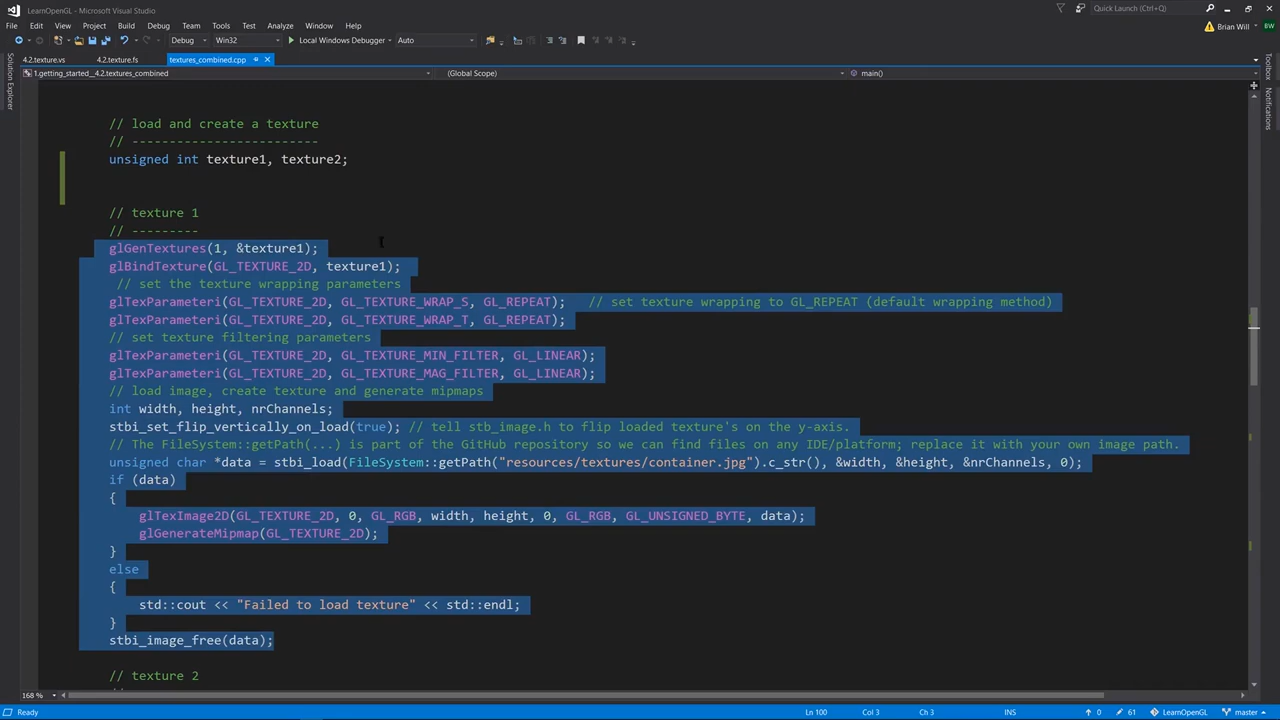 LearnOpenGL - Microsoft Visual Studio
Quick Launch (Ctrl+Q)
File Edit View Project Build Debug Team Tools Test Analyze Window Help
Brian Will BW
Debug Win32 Local Windows Debugger Auto
4.2.texture.vs 4.2.texture.fs textures_combined.cpp
1.getting_started__4.2.textures_combined (Global Scope) main()
Solution Explorer
Toolbox
Notifications
// load and create a texture
// -------------------------
unsigned int texture1, texture2;
// texture 1
// ---------
glGenTextures(1, &texture1);
glBindTexture(GL_TEXTURE_2D, texture1);
// set the texture wrapping parameters
glTexParameteri(GL_TEXTURE_2D, GL_TEXTURE_WRAP_S, GL_REPEAT);   // set texture wrapping to GL_REPEAT (default wrapping method)
glTexParameteri(GL_TEXTURE_2D, GL_TEXTURE_WRAP_T, GL_REPEAT);
// set texture filtering parameters
glTexParameteri(GL_TEXTURE_2D, GL_TEXTURE_MIN_FILTER, GL_LINEAR);
glTexParameteri(GL_TEXTURE_2D, GL_TEXTURE_MAG_FILTER, GL_LINEAR);
// load image, create texture and generate mipmaps
int width, height, nrChannels;
stbi_set_flip_vertically_on_load(true); // tell stb_image.h to flip loaded texture's on the y-axis.
// The FileSystem::getPath(...) is part of the GitHub repository so we can find files on any IDE/platform; replace it with your own image path.
unsigned char *data = stbi_load(FileSystem::getPath("resources/textures/container.jpg").c_str(), &width, &height, &nrChannels, 0);
if (data)
{
glTexImage2D(GL_TEXTURE_2D, 0, GL_RGB, width, height, 0, GL_RGB, GL_UNSIGNED_BYTE, data);
glGenerateMipmap(GL_TEXTURE_2D);
}
else
{
std::cout << "Failed to load texture" << std::endl;
}
stbi_image_free(data);
// texture 2
168 %
Ready Ln 100 Col 3 Ch 3 INS 0 61 LearnOpenGL master